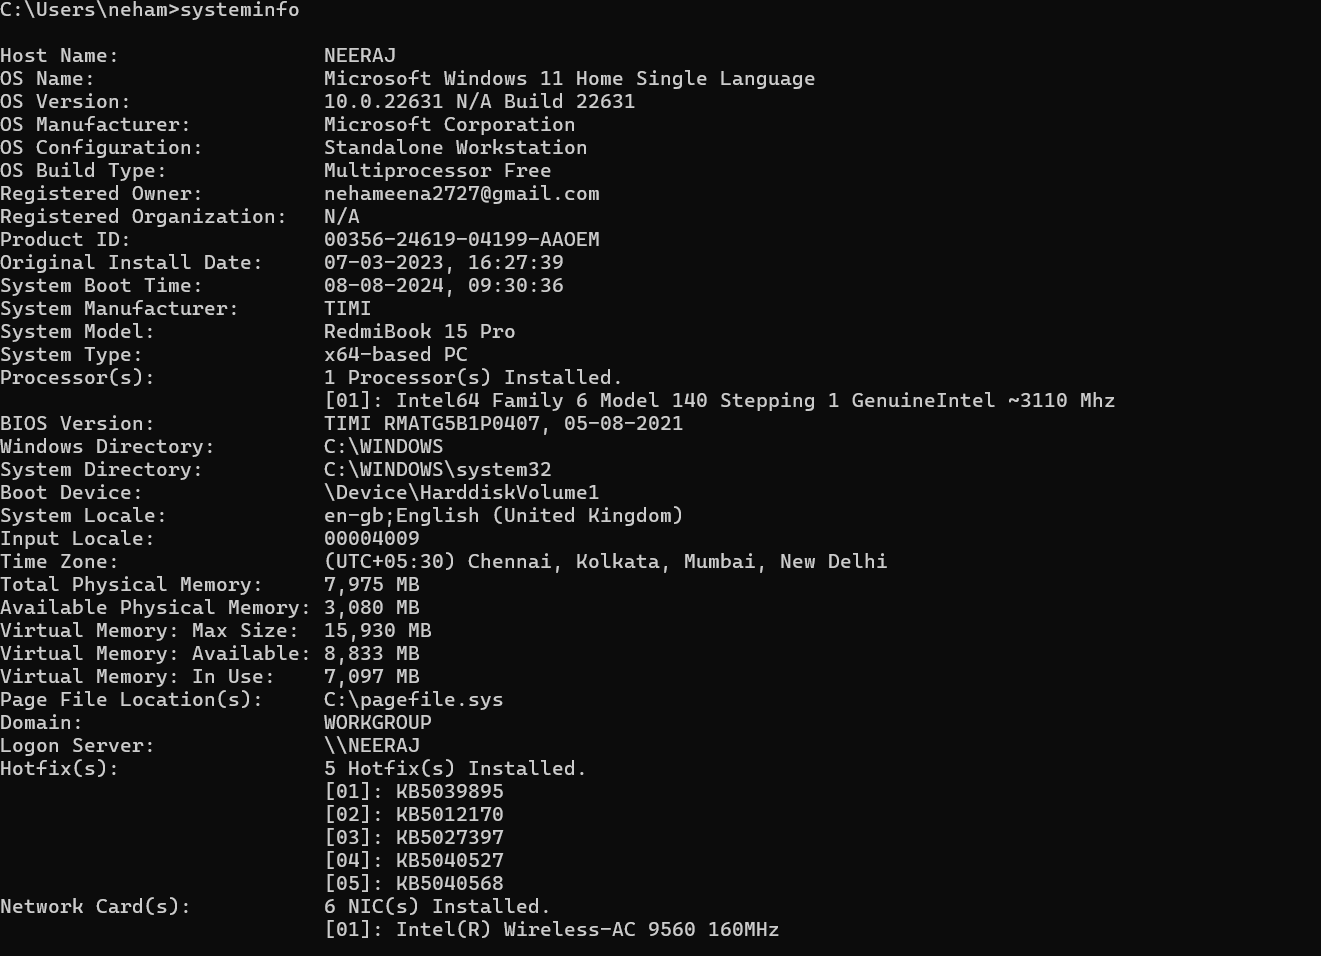 C:\Users\neham>systeminfo
Host Name: NEERAJ
OS Name: Microsoft Windows 11 Home Single Language
OS Version: 10.0.22631 N/A Build 22631
OS Manufacturer: Microsoft Corporation
OS Configuration: Standalone Workstation
OS Build Type: Multiprocessor Free
Registered Owner: nehameena2727@gmail.com
Registered Organization: N/A
Product ID: 00356-24619-04199-AAOEM
Original Install Date: 07-03-2023, 16:27:39
System Boot Time: 08-08-2024, 09:30:36
System Manufacturer: TIMI
System Model: RedmiBook 15 Pro
System Type: x64-based PC
Processor(s): 1 Processor(s) Installed.
[01]: Intel64 Family 6 Model 140 Stepping 1 GenuineIntel ~3110 Mhz
BIOS Version: TIMI RMATG5B1P0407, 05-08-2021
Windows Directory: C:\WINDOWS
System Directory: C:\WINDOWS\system32
Boot Device: \Device\HarddiskVolume1
System Locale: en-gb;English (United Kingdom)
Input Locale: 00004009
Time Zone: (UTC+05:30) Chennai, Kolkata, Mumbai, New Delhi
Total Physical Memory: 7,975 MB
Available Physical Memory: 3,080 MB
Virtual Memory: Max Size: 15,930 MB
Virtual Memory: Available: 8,833 MB
Virtual Memory: In Use: 7,097 MB
Page File Location(s): C:\pagefile.sys
Domain: WORKGROUP
Logon Server: \\NEERAJ
Hotfix(s): 5 Hotfix(s) Installed.
[01]: KB5039895
[02]: KB5012170
[03]: KB5027397
[04]: KB5040527
[05]: KB5040568
Network Card(s): 6 NIC(s) Installed.
[01]: Intel(R) Wireless-AC 9560 160MHz